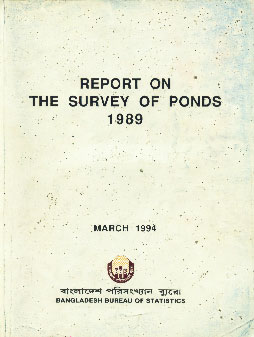 REPORT ON
THE SURVEY OF PONDS
1989
MARCH 1994
বাংলাদেশ পরিসংখ্যান ব্যুরো
BANGLADESH BUREAU OF STATISTICS